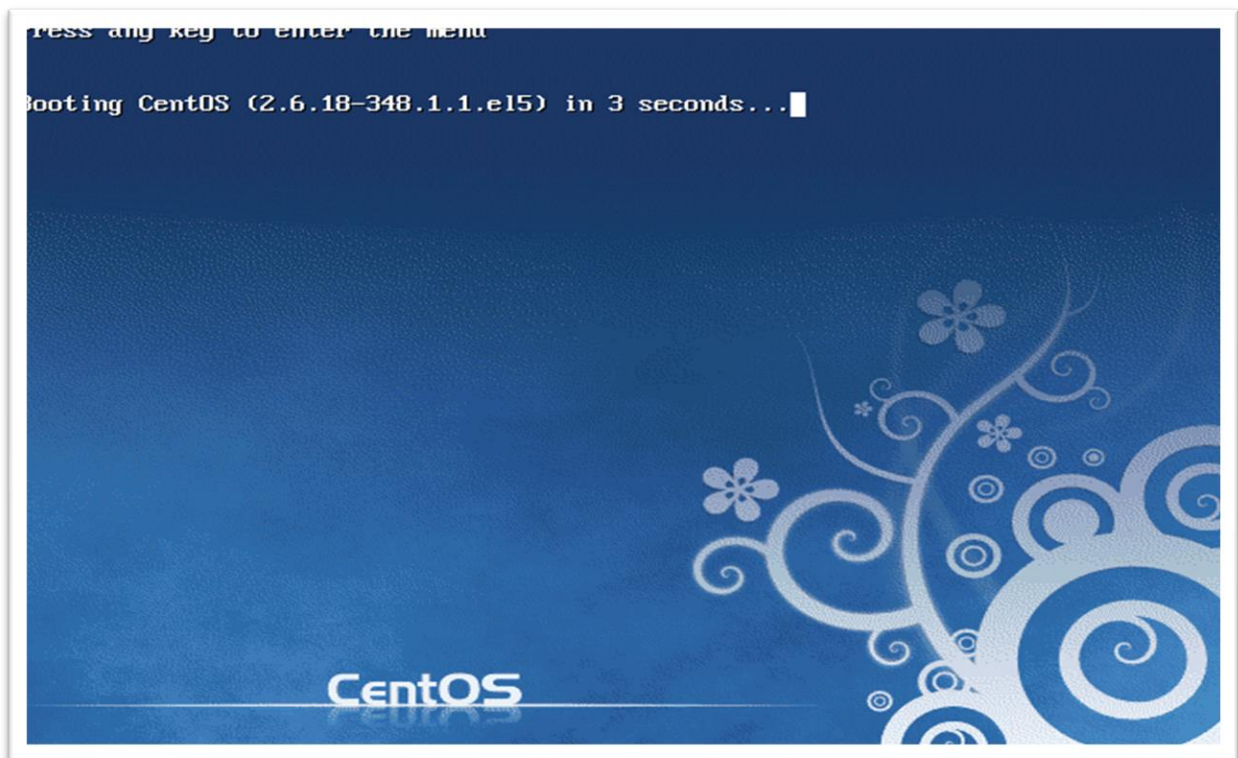 Press any key to enter the menu
Booting CentOS (2.6.18-348.1.1.el5) in 3 seconds...
CentOS